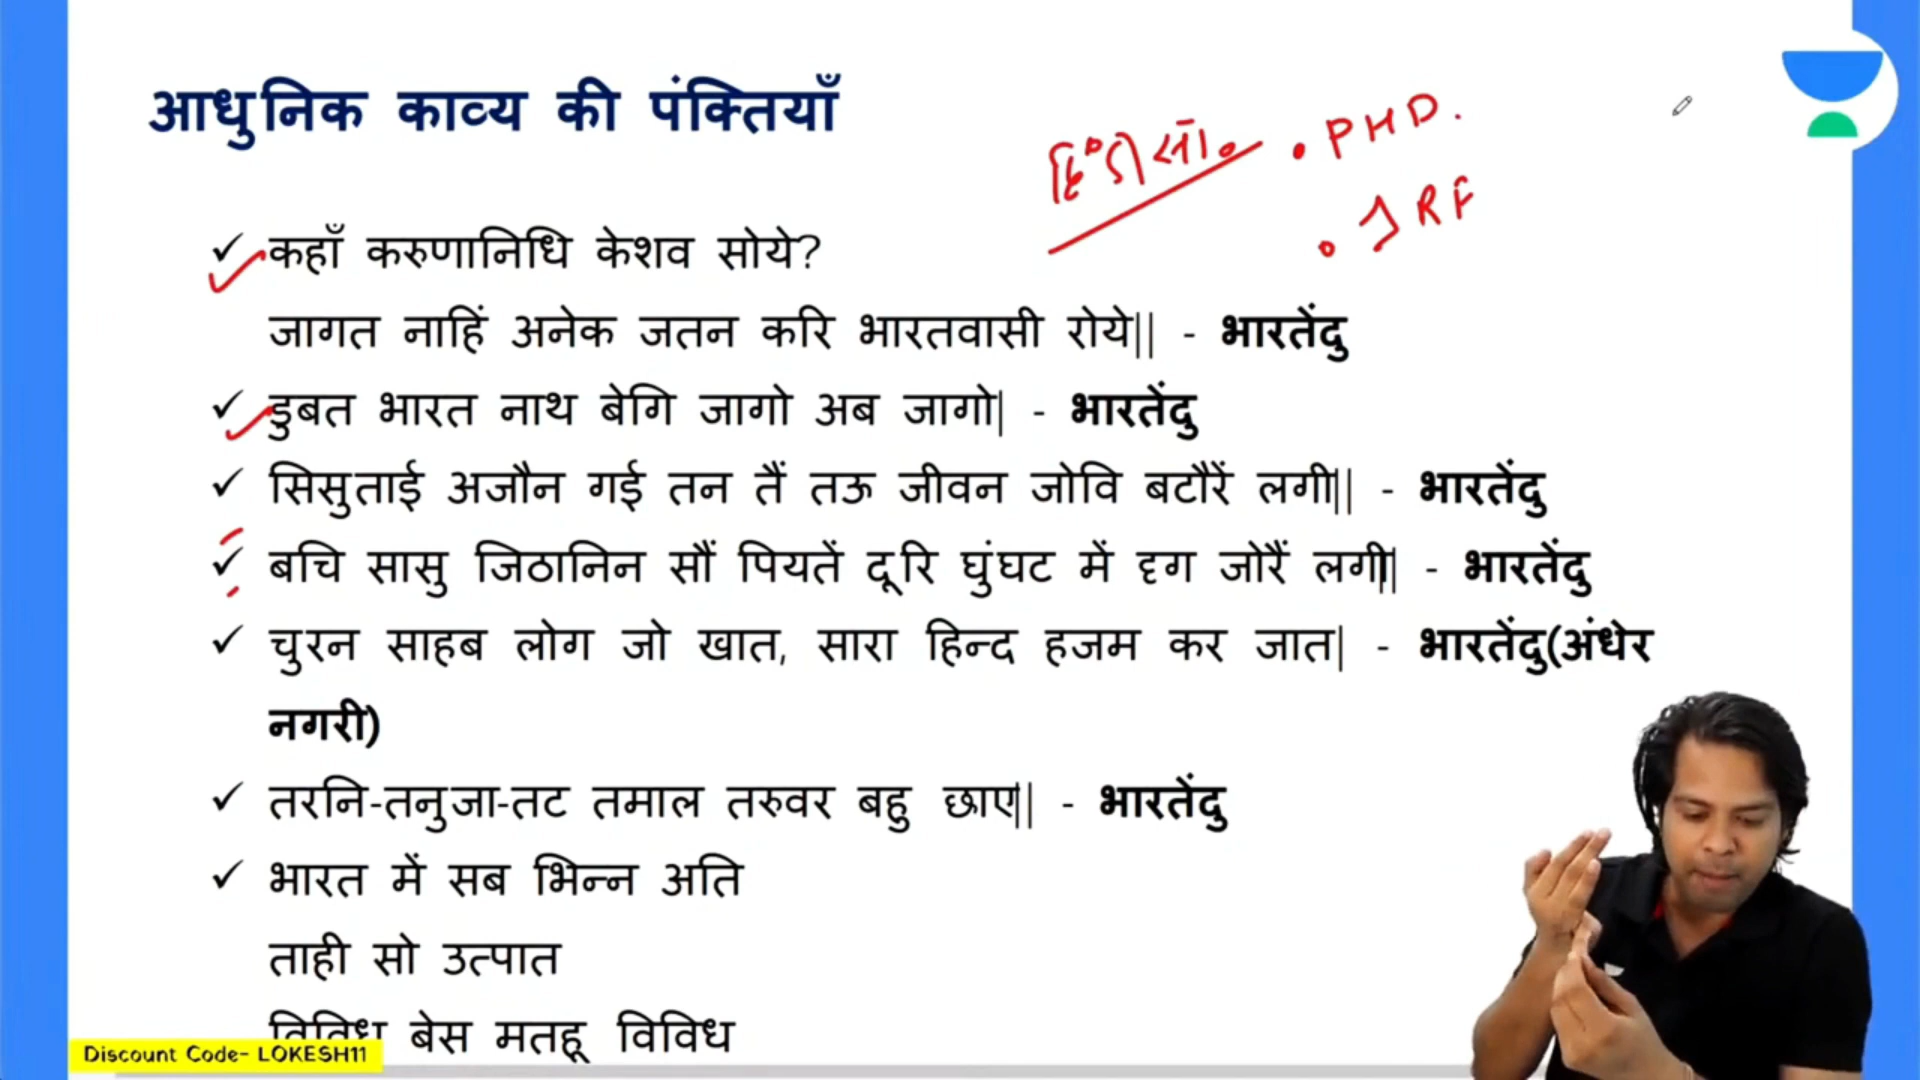 आधुनिक काव्य की पंक्तियाँ
• PHD.
• JRF
✓ कहाँ करुणानिधि केशव सोये?
जागत नाहिं अनेक जतन करि भारतवासी रोये|| - भारतेंदु
✓ डुबत भारत नाथ बेगि जागो अब जागो| - भारतेंदु
✓ सिसुताई अजौन गई तन तैं तऊ जीवन जोवि बटौरैं लगी|| - भारतेंदु
✓ बचि सासु जिठानिन सौं पियतें दूरि घुंघट में दृग जोरैं लगी|| - भारतेंदु
✓ चुरन साहब लोग जो खात, सारा हिन्द हजम कर जात| - भारतेंदु(अंधेर
नगरी)
✓ तरनि-तनुजा-तट तमाल तरुवर बहु छाए|| - भारतेंदु
✓ भारत में सब भिन्न अति
ताही सो उत्पात
विविध बेस मतहू विविध
Discount Code- LOKESH11